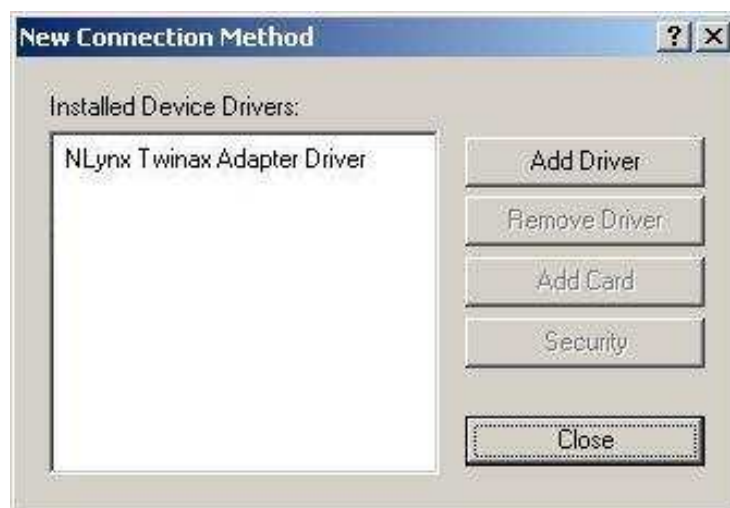 New Connection Method
Installed Device Drivers:
NLynx Twinax Adapter Driver
Add Driver
Remove Driver
Add Card
Security
Close